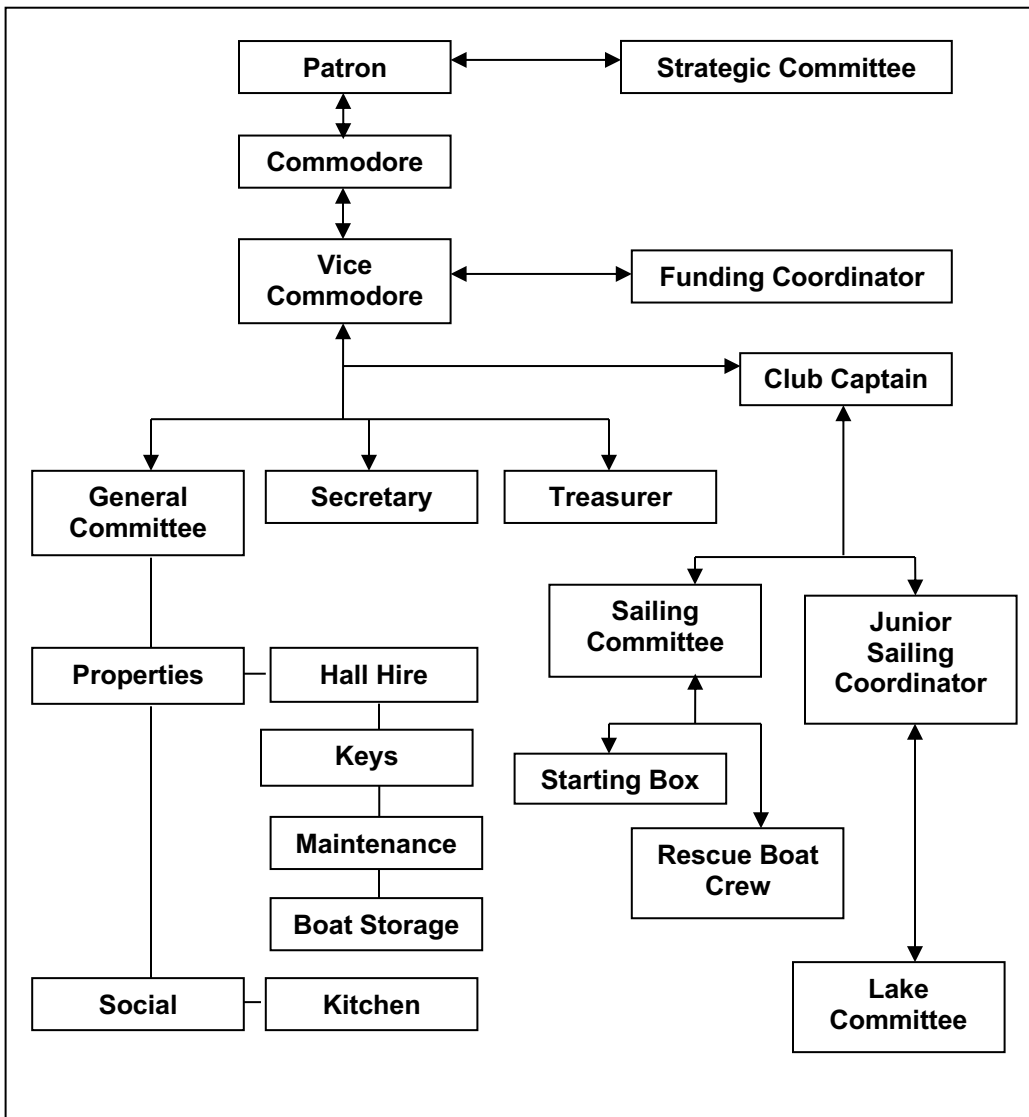 Patron
Strategic Committee
Commodore
Vice
Commodore
Funding Coordinator
Club Captain
General
Committee
Secretary
Treasurer
Sailing
Committee
Junior
Sailing
Coordinator
Properties
Hall Hire
Keys
Starting Box
Maintenance
Rescue Boat
Crew
Boat Storage
Social
Kitchen
Lake
Committee